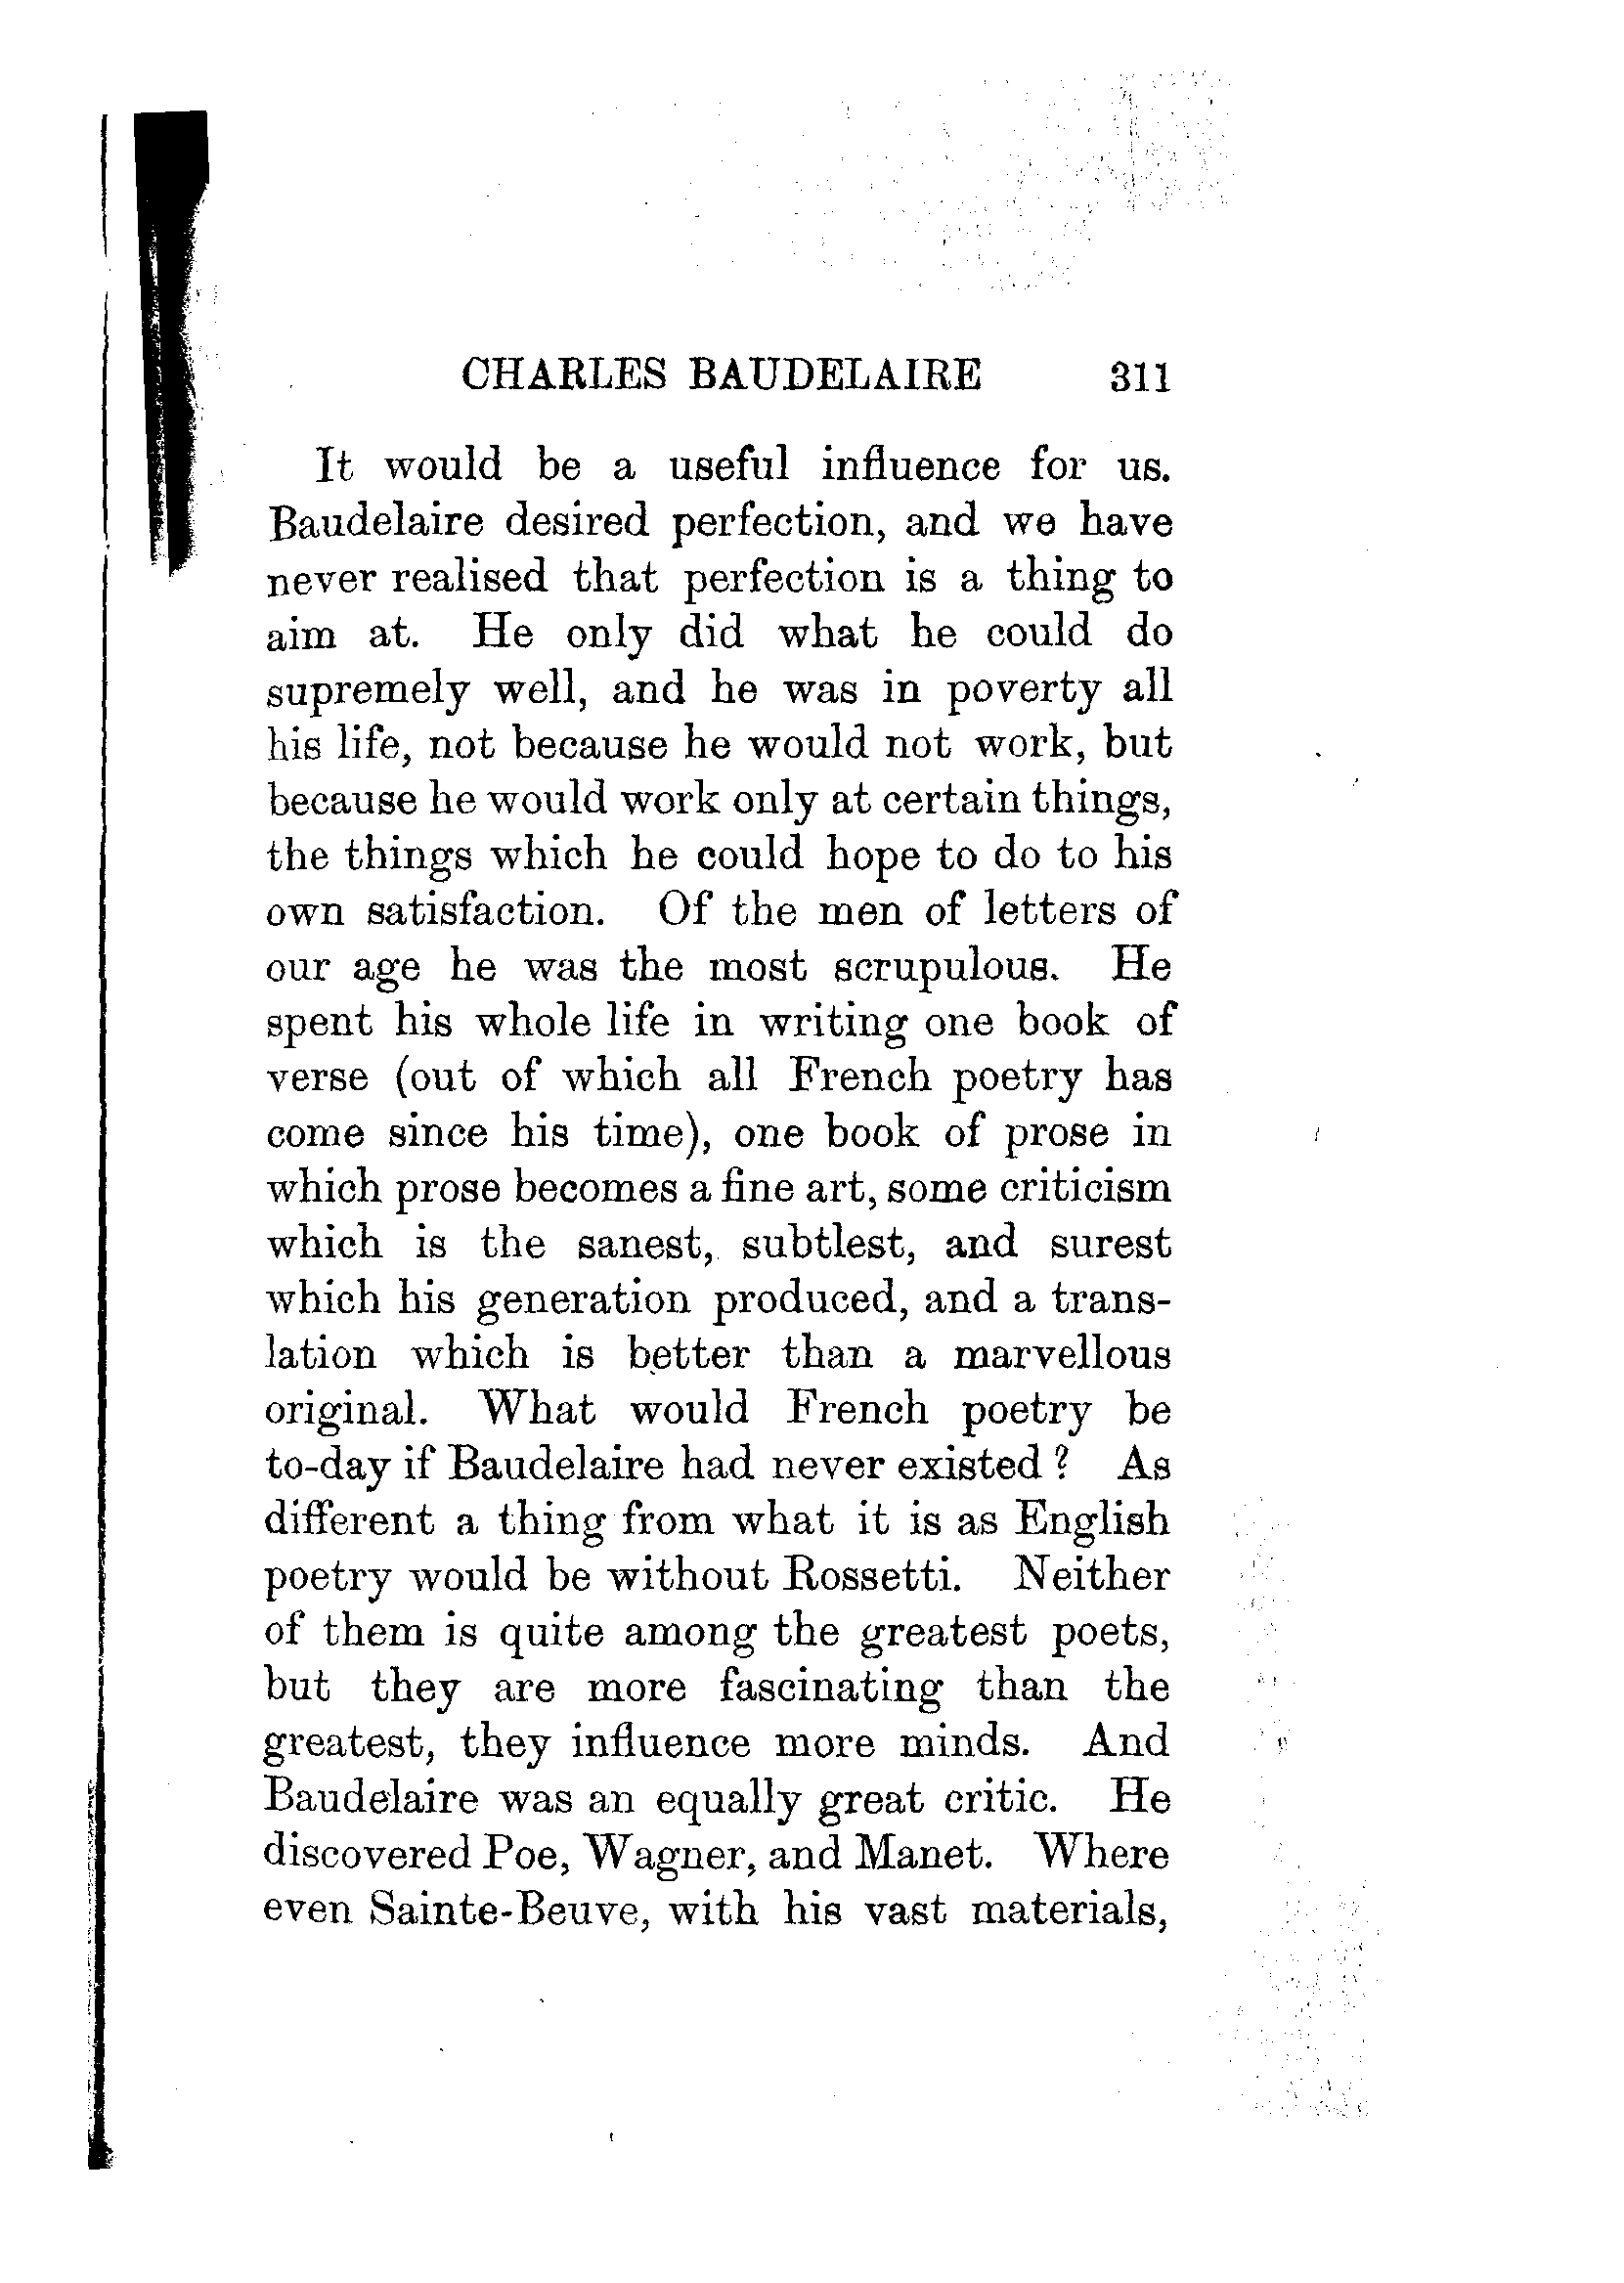 CHARLES BAUDELAIRE 311
It would be a useful influence for us.
Baudelaire desired perfection, and we have
never realised that perfection is a thing to
aim at. He only did what he could do
supremely well, and he was in poverty all
his life, not because he would not work, but
because he would work only at certain things,
the things which he could hope to do to his
own satisfaction. Of the men of letters of
our age he was the most scrupulous. He
spent his whole life in writing one book of
verse (out of which all French poetry has
come since his time), one book of prose in
which prose becomes a fine art, some criticism
which is the sanest, subtlest, and surest
which his generation produced, and a trans-
lation which is better than a marvellous
original. What would French poetry be
to-day if Baudelaire had never existed? As
different a thing from what it is as English
poetry would be without Rossetti. Neither
of them is quite among the greatest poets,
but they are more fascinating than the
greatest, they influence more minds. And
Baudelaire was an equally great critic. He
discovered Poe, Wagner, and Manet. Where
even Sainte-Beuve, with his vast materials,